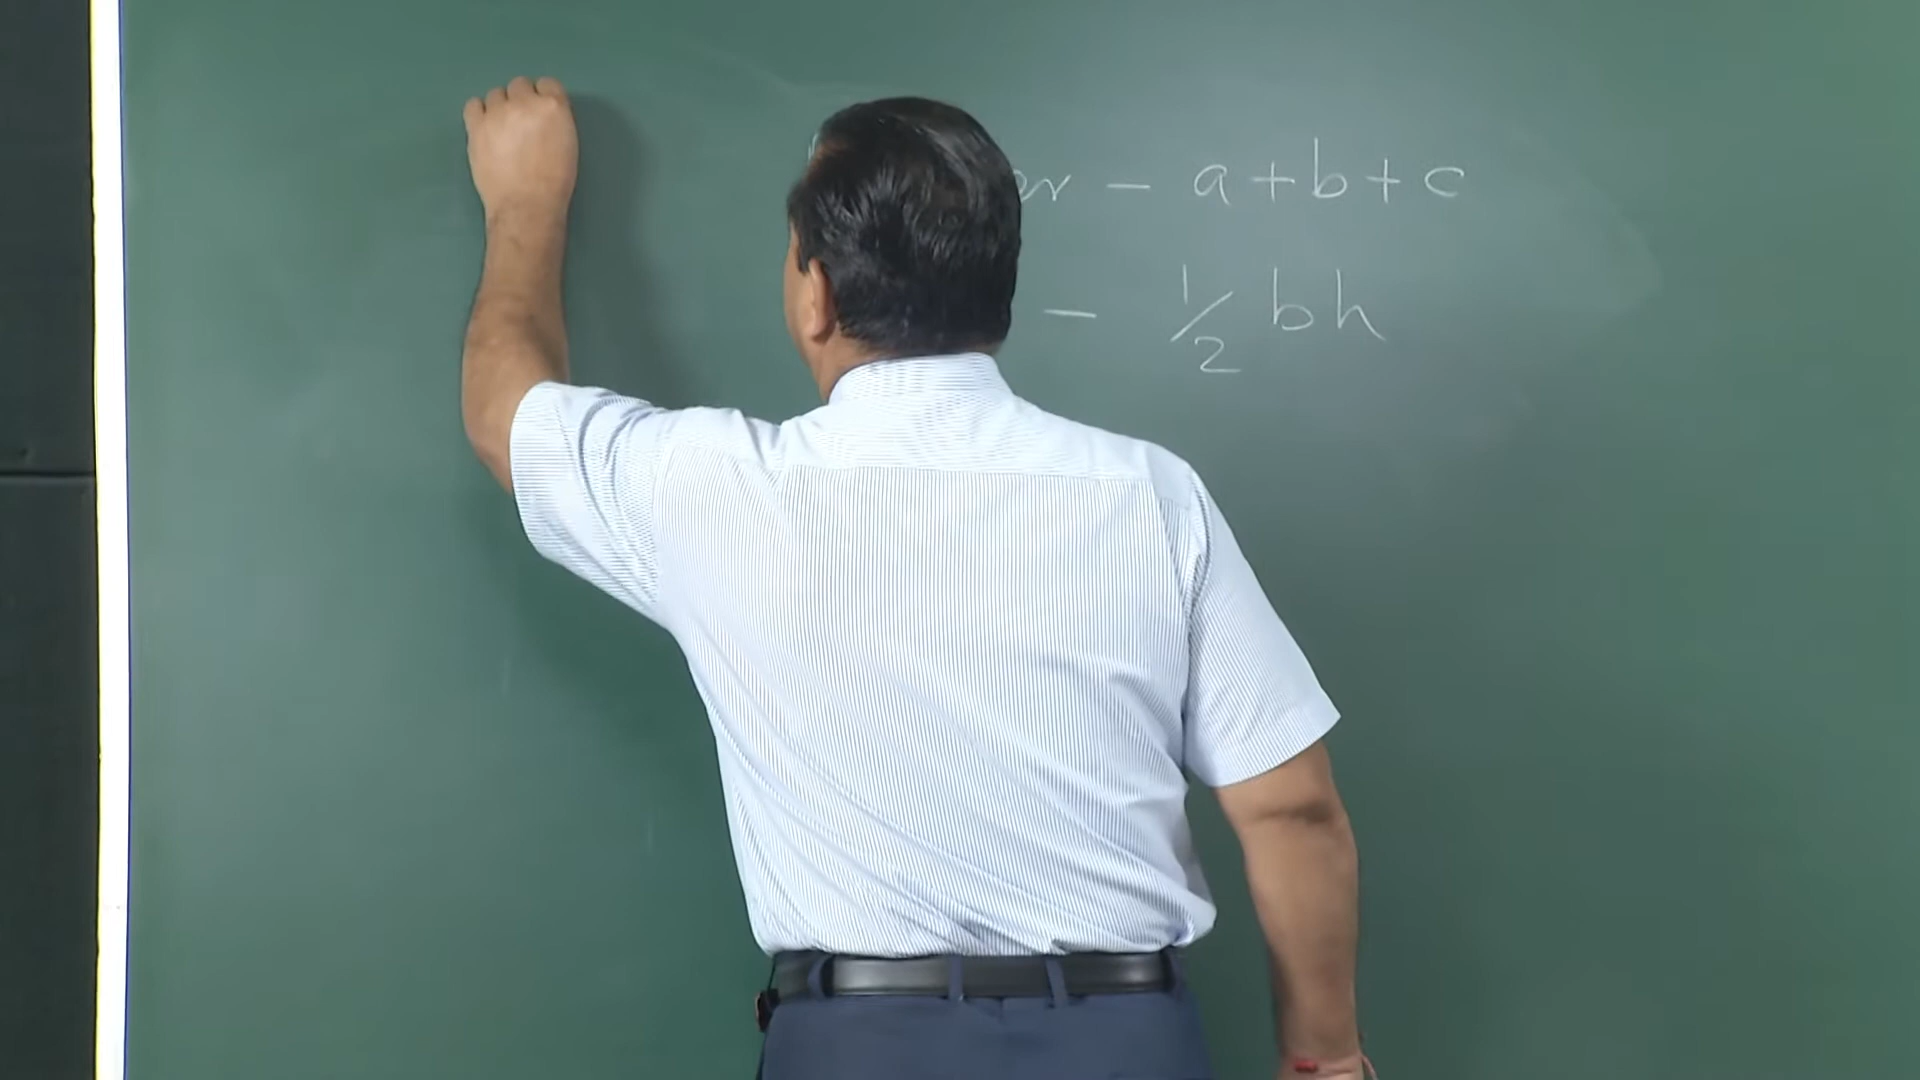 – a+b+c
– 1/2 bh